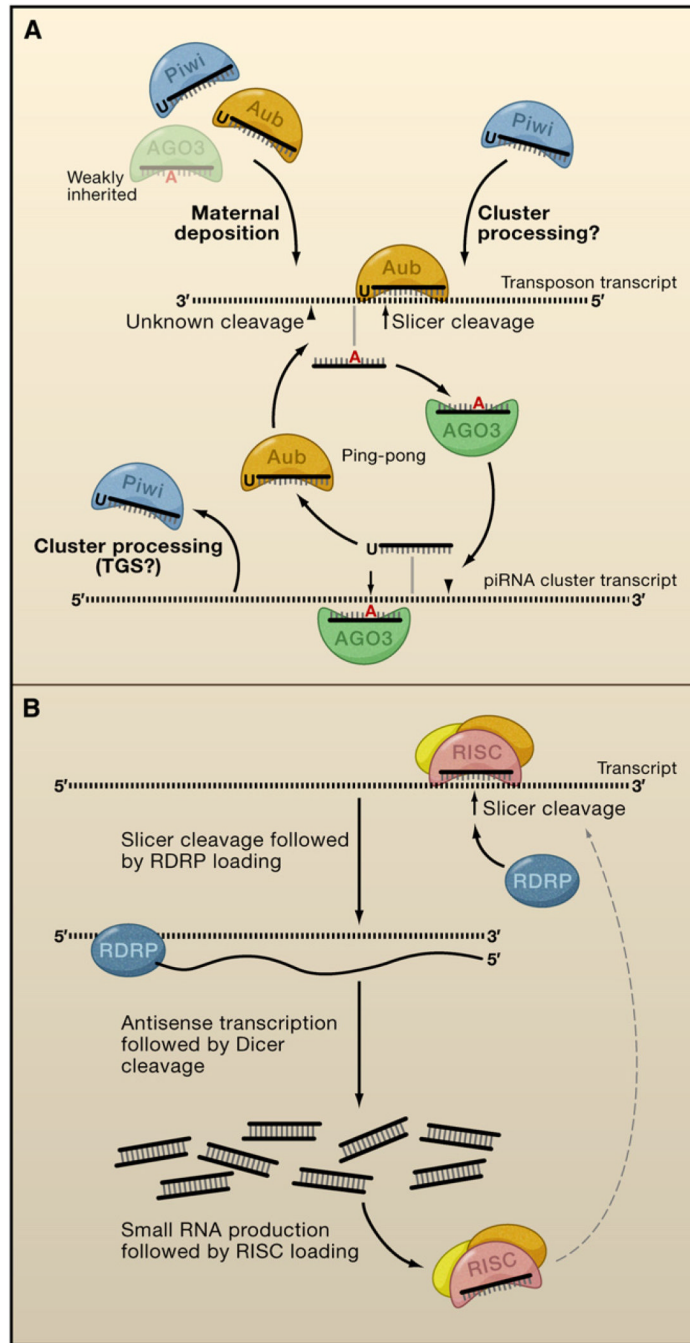 A
Piwi
U
Aub
U
AGO3
A
Weakly
inherited
Piwi
U
Maternal
deposition
Cluster
processing?
Aub
U
Transposon transcript
3′
5′
Unknown cleavage
Slicer cleavage
A
A
AGO3
Aub
U
Ping-pong
Piwi
U
Cluster processing
(TGS?)
U
piRNA cluster transcript
5′
3′
A
AGO3
B
RISC
Transcript
5′
3′
Slicer cleavage
Slicer cleavage followed
by RDRP loading
RDRP
5′
3′
RDRP
5′
Antisense transcription
followed by Dicer
cleavage
Small RNA production
followed by RISC loading
RISC